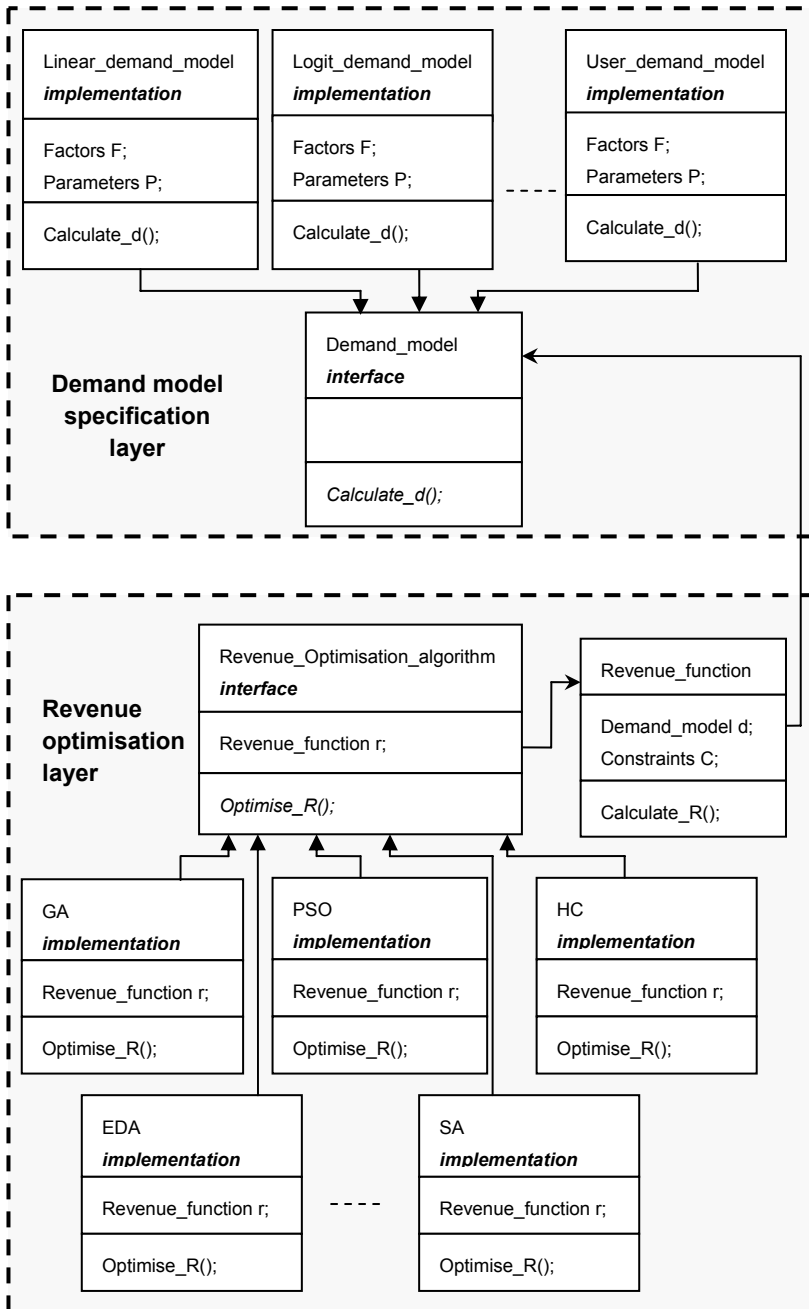 Linear_demand_model
implementation
Factors F;
Parameters P;
Calculate_d();
Logit_demand_model
implementation
Factors F;
Parameters P;
Calculate_d();
User_demand_model
implementation
Factors F;
Parameters P;
Calculate_d();
Demand model
specification
layer
Demand_model
interface
Calculate_d();
Revenue
optimisation
layer
Revenue_Optimisation_algorithm
interface
Revenue_function r;
Optimise_R();
Revenue_function
Demand_model d;
Constraints C;
Calculate_R();
GA
implementation
Revenue_function r;
Optimise_R();
PSO
implementation
Revenue_function r;
Optimise_R();
HC
implementation
Revenue_function r;
Optimise_R();
EDA
implementation
Revenue_function r;
Optimise_R();
SA
implementation
Revenue_function r;
Optimise_R();